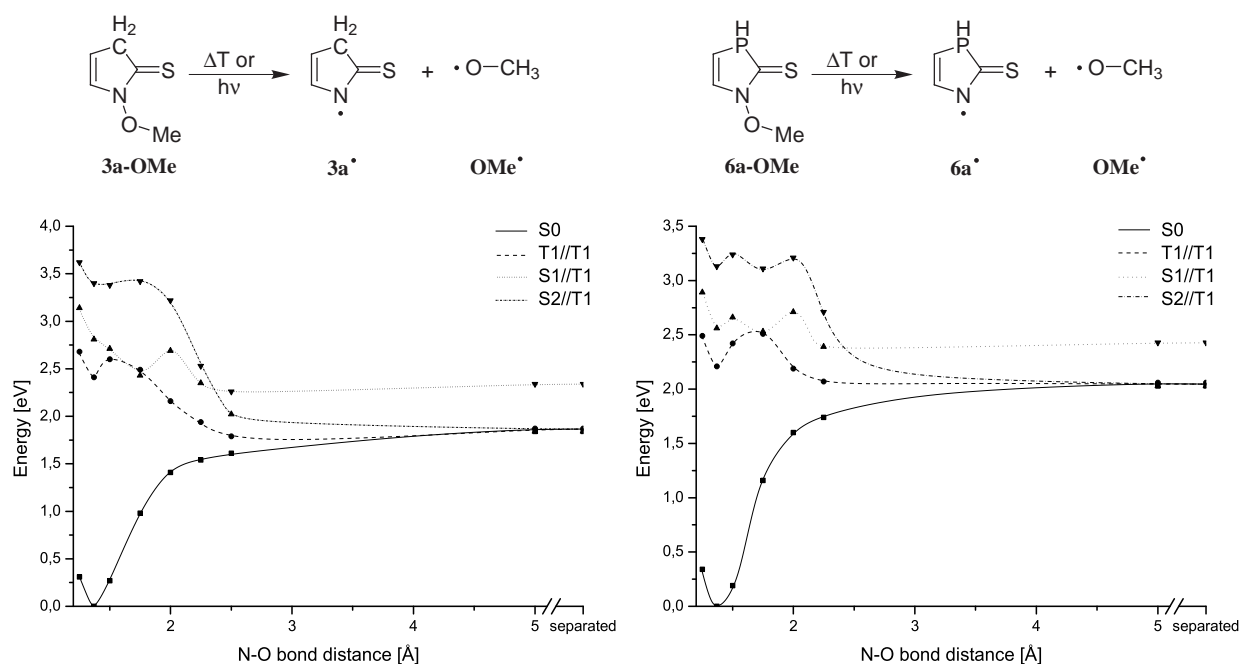 H2
C
S
N
O
Me
3a-OMe
ΔT or
hν
H2
C
S
N
•
3a•
+
• O—CH3
OMe•
H
P
S
N
O
Me
6a-OMe
ΔT or
hν
H
P
S
N
•
6a•
+
• O—CH3
OMe•
4,0
3,5
3,0
2,5
2,0
1,5
1,0
0,5
0,0
Energy [eV]
S0
T1//T1
S1//T1
S2//T1
2
3
4
5
separated
N-O bond distance [Å]
3,5
3,0
2,5
2,0
1,5
1,0
0,5
0,0
Energy [eV]
S0
T1//T1
S1//T1
S2//T1
2
3
4
5
separated
N-O bond distance [Å]